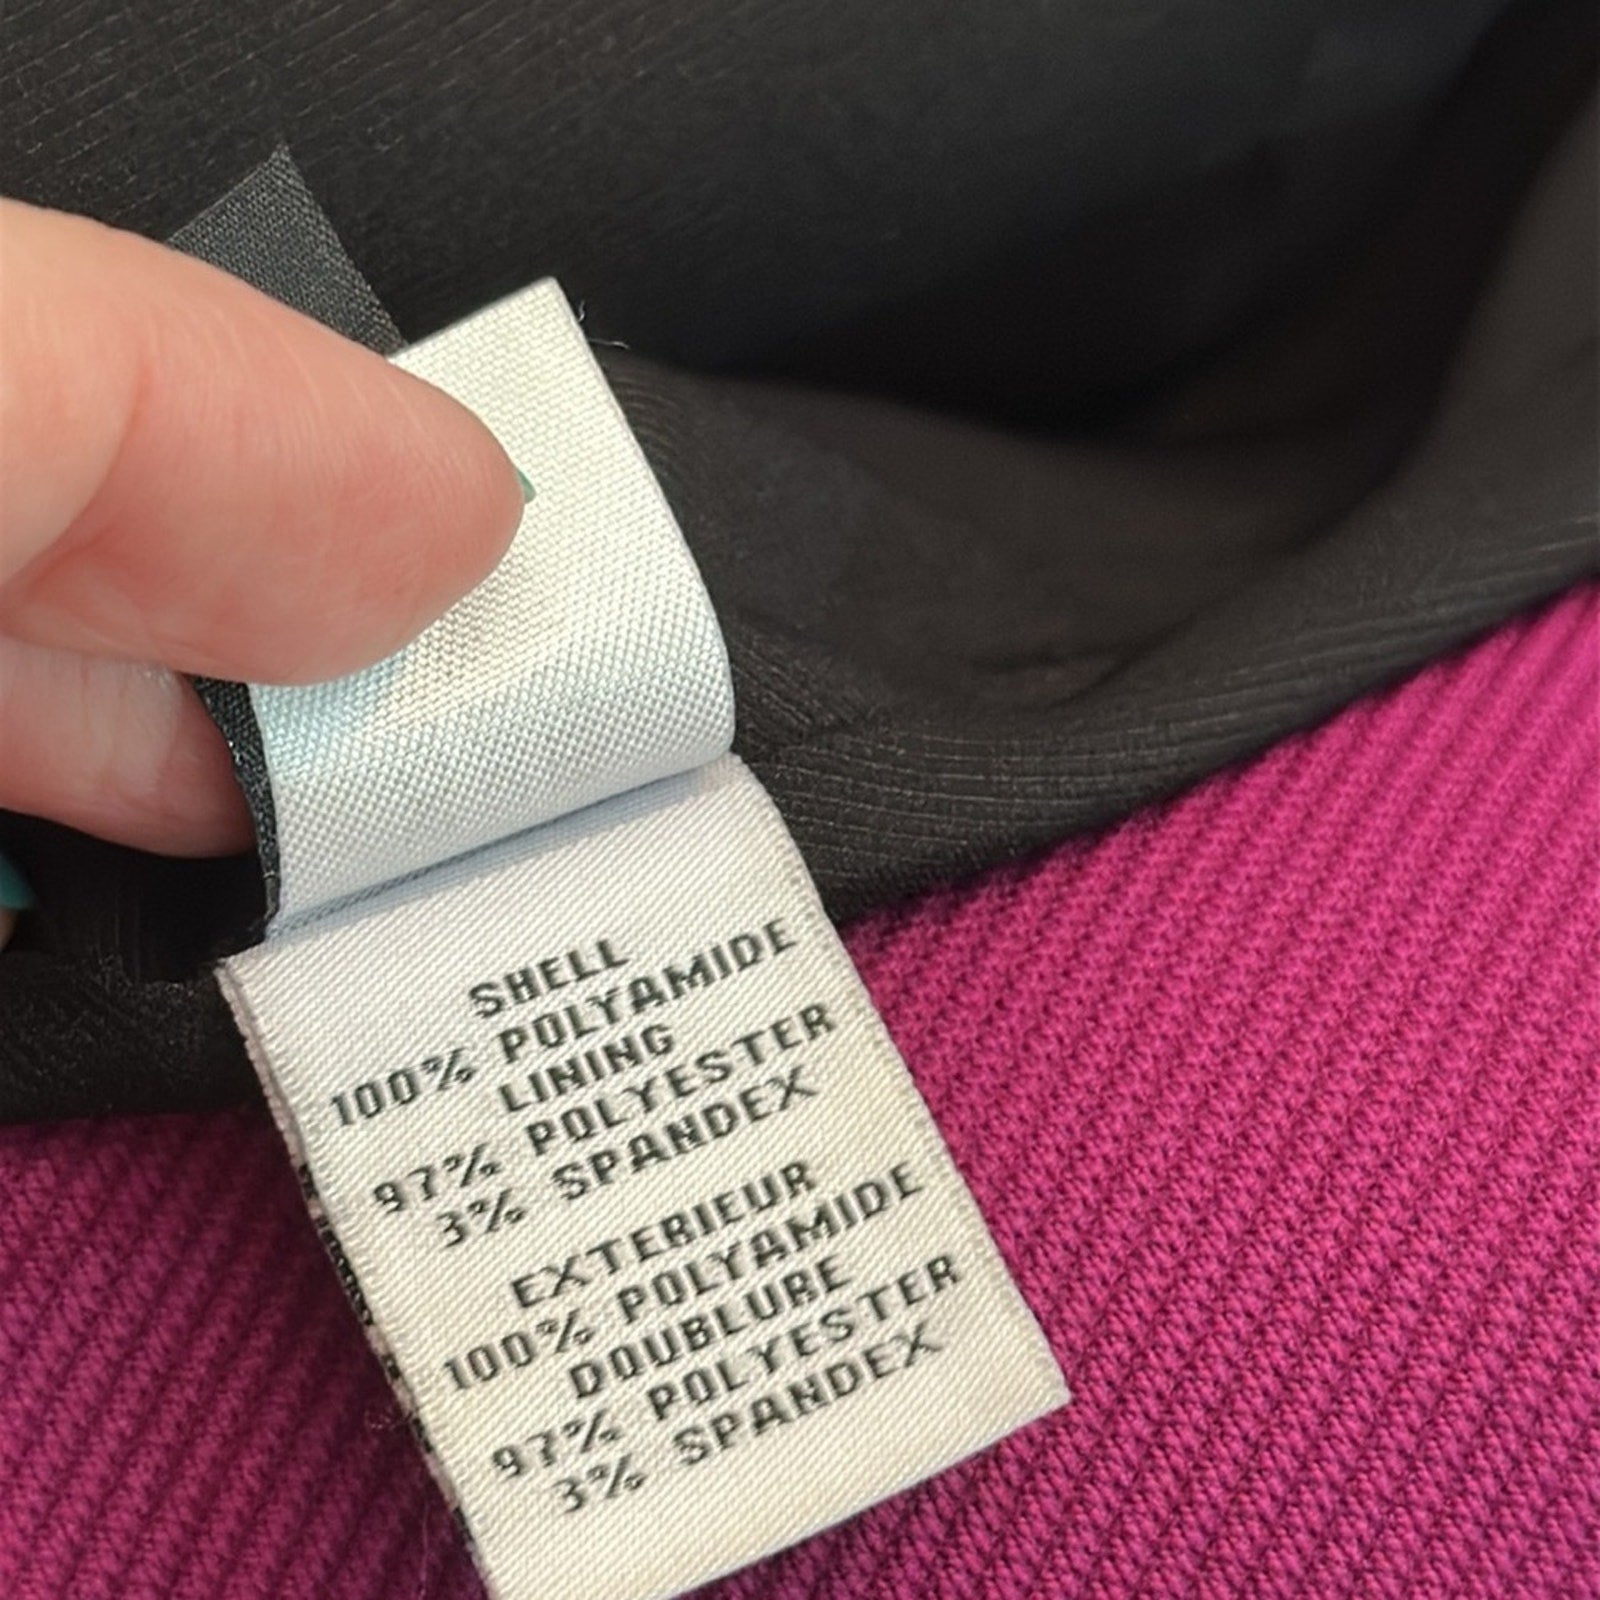 SHELL
100% POLYAMIDE
LINING
97% POLYESTER
3% SPANDEX
EXTERIEUR
100% POLYAMIDE
DOUBLURE
97% POLYESTER
3% SPANDEX